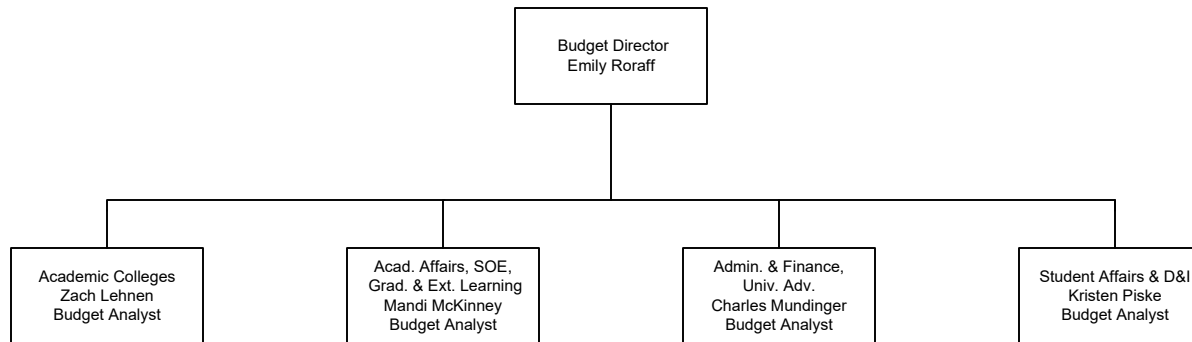 Budget Director
Emily Roraff
Academic Colleges
Zach Lehnen
Budget Analyst
Acad. Affairs, SOE,
Grad. & Ext. Learning
Mandi McKinney
Budget Analyst
Admin. & Finance,
Univ. Adv.
Charles Mundinger
Budget Analyst
Student Affairs & D&I
Kristen Piske
Budget Analyst